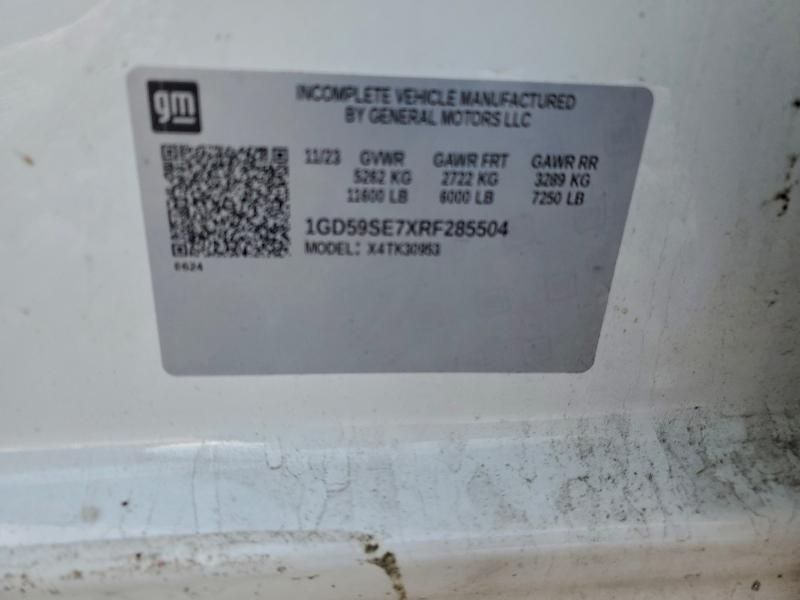 gm
INCOMPLETE VEHICLE MANUFACTURED
BY GENERAL MOTORS LLC
11/23 GVWR GAWR FRT GAWR RR
5262 KG 2722 KG 3289 KG
11600 LB 6000 LB 7250 LB
1GD59SE7XRF285504
MODEL: X4TK30953
E624